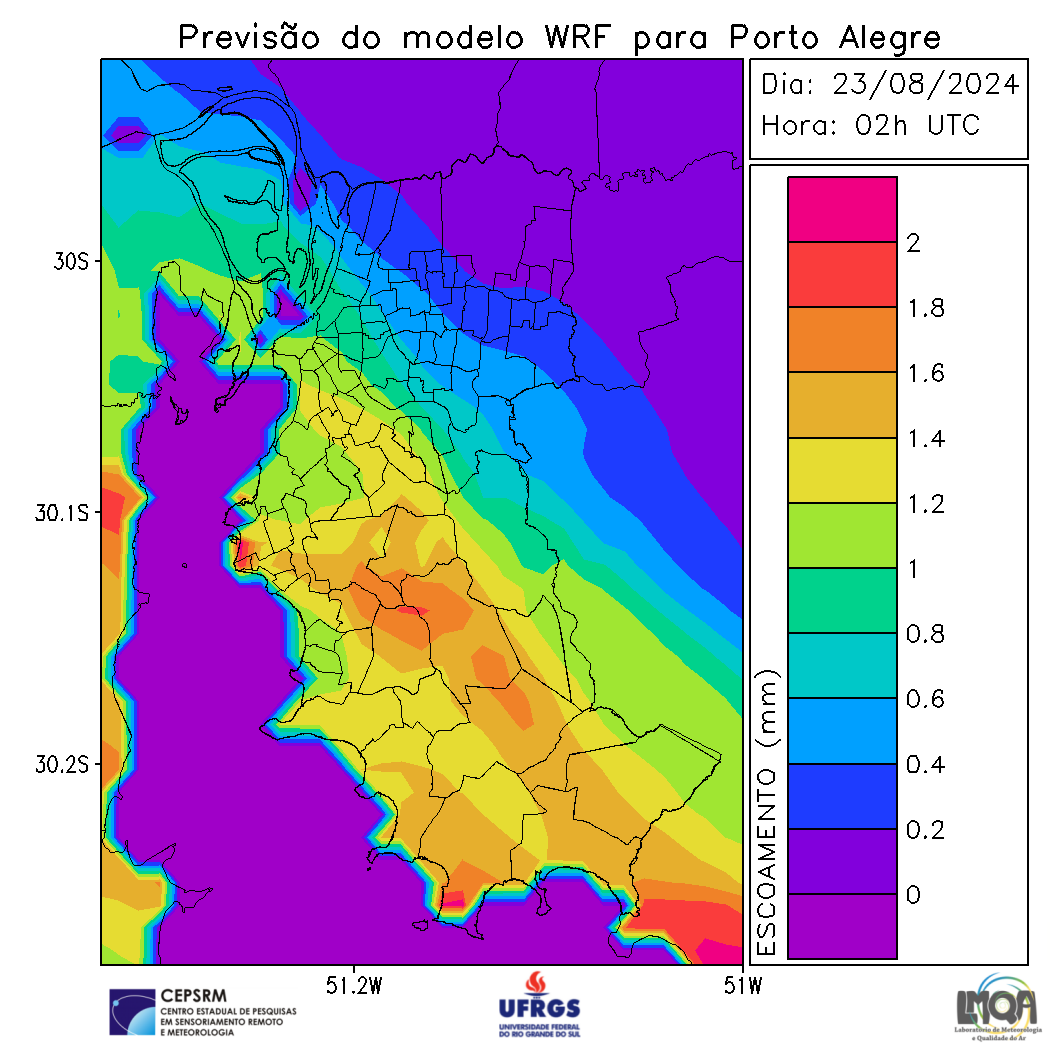 Previsão do modelo WRF para Porto Alegre
Dia: 23/08/2024
Hora: 02h UTC
2
1.8
1.6
1.4
1.2
1
0.8
0.6
0.4
0.2
0
ESCOAMENTO (mm)
30S
30.1S
30.2S
51.2W
51W
CEPSRM
CENTRO ESTADUAL DE PESQUISAS
EM SENSORIAMENTO REMOTO
E METEOROLOGIA
UFRGS
UNIVERSIDADE FEDERAL
DO RIO GRANDE DO SUL
LMQA
Laboratório de Meteorologia
e Qualidade do Ar